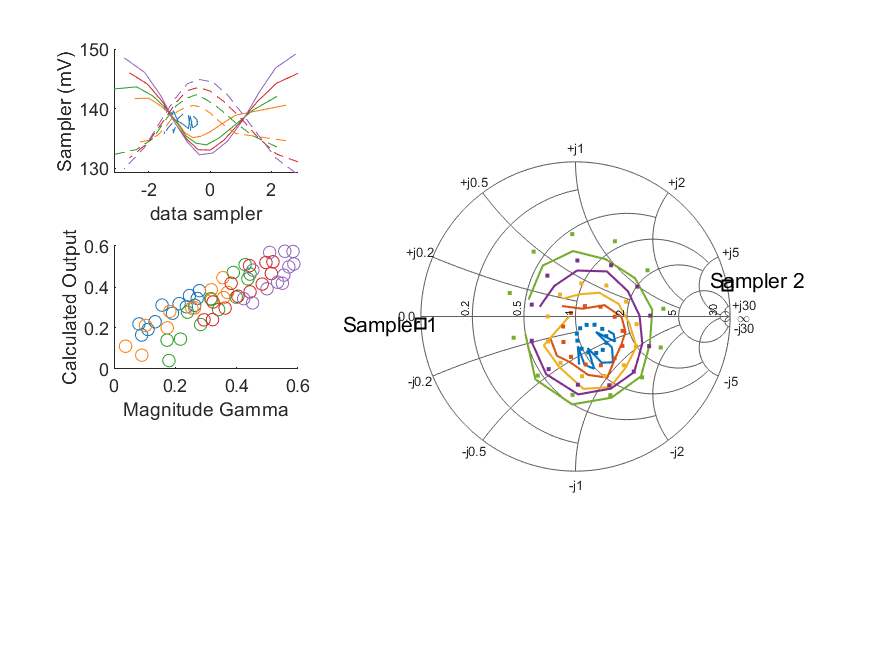 150
140
130
Sampler (mV)
-2
0
2
data sampler
0.6
0.4
0.2
0
Calculated Output
0
0.2
0.4
0.6
Magnitude Gamma
+j1
+j0.5
+j2
+j0.2
+j5
Sampler 2
+j30
0.0
0.2
0.5
1
2
5
30
∞
Sampler 1
-j30
-j0.2
-j5
-j0.5
-j2
-j1